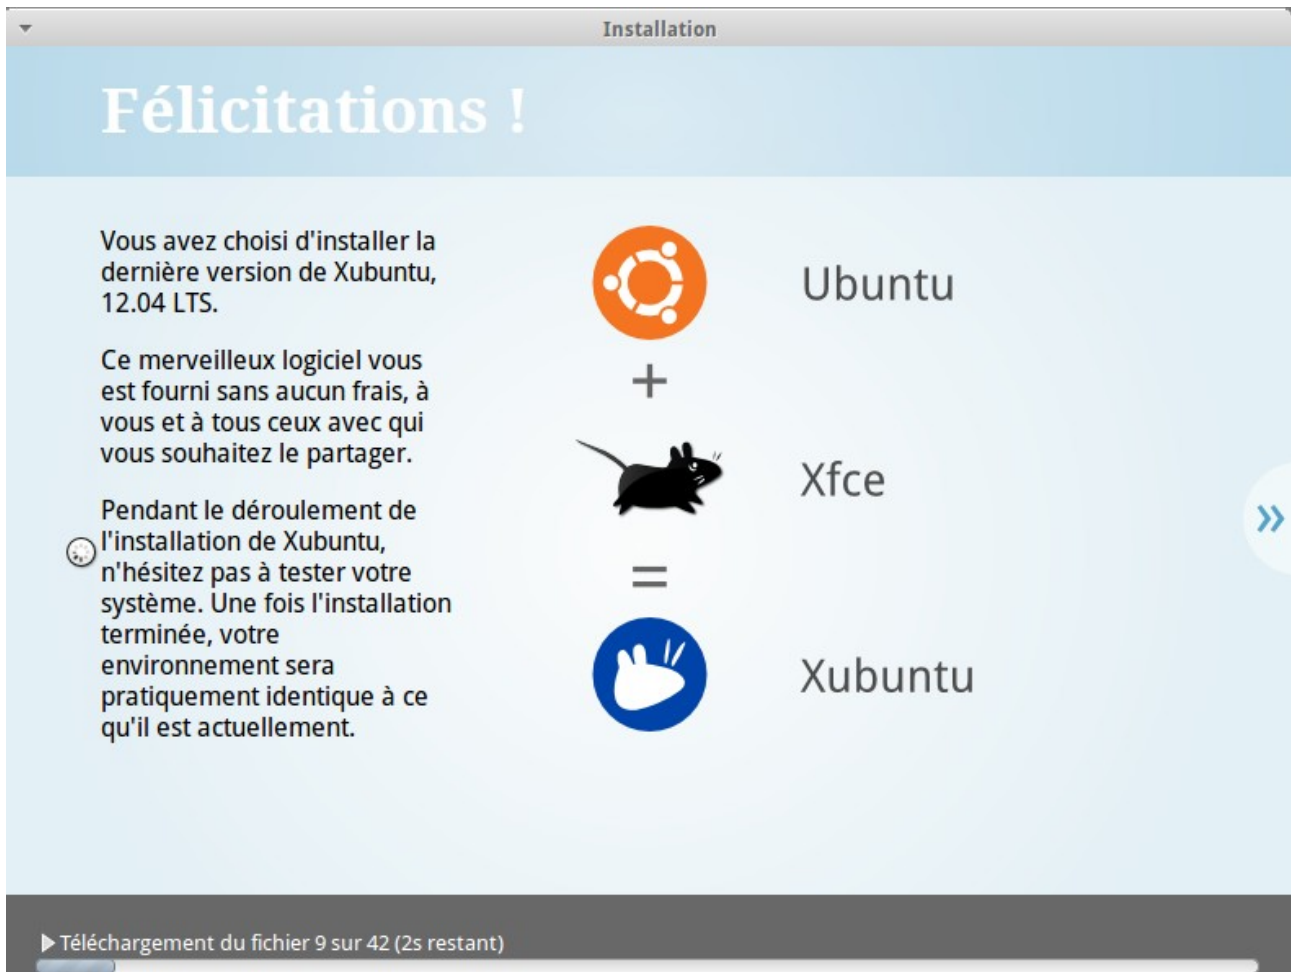 Installation
Félicitations !
Vous avez choisi d'installer la
dernière version de Xubuntu,
12.04 LTS.
Ce merveilleux logiciel vous
est fourni sans aucun frais, à
vous et à tous ceux avec qui
vous souhaitez le partager.
Pendant le déroulement de
l'installation de Xubuntu,
n'hésitez pas à tester votre
système. Une fois l'installation
terminée, votre
environnement sera
pratiquement identique à ce
qu'il est actuellement.
Ubuntu
+
Xfce
=
Xubuntu
»
Téléchargement du fichier 9 sur 42 (2s restant)